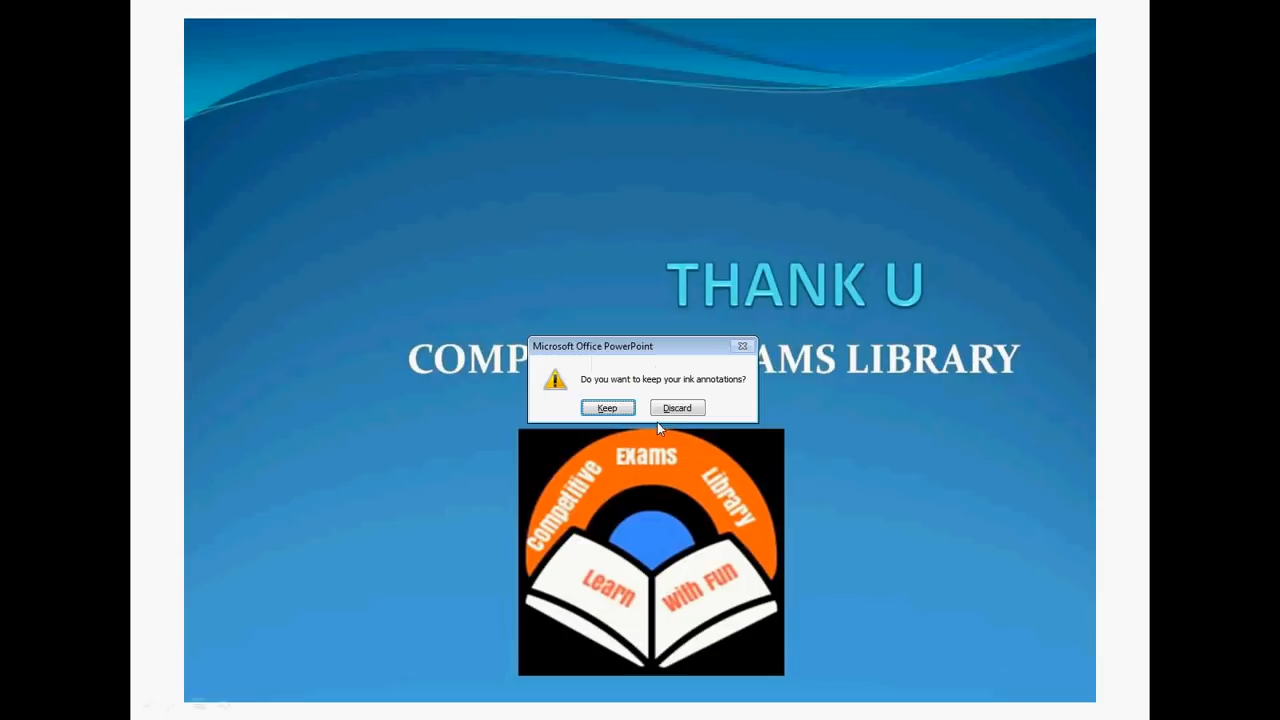 THANK U
COMP AMS LIBRARY
Microsoft Office PowerPoint
Do you want to keep your ink annotations?
Keep Discard
Competitive Exams Library
Learn with Fun